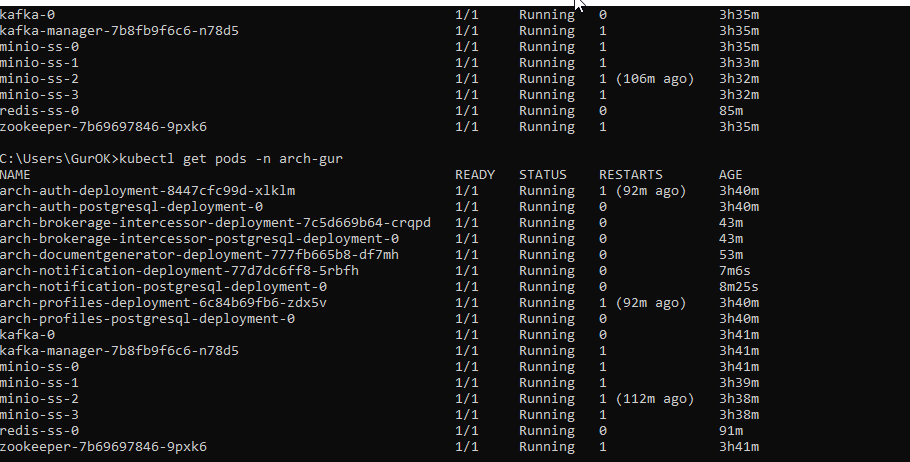 kafka-0 1/1 Running 0 3h35m
kafka-manager-7b8fb9f6c6-n78d5 1/1 Running 1 3h35m
minio-ss-0 1/1 Running 1 3h35m
minio-ss-1 1/1 Running 1 3h33m
minio-ss-2 1/1 Running 1 (106m ago) 3h32m
minio-ss-3 1/1 Running 1 3h32m
redis-ss-0 1/1 Running 0 85m
zookeeper-7b69697846-9pxk6 1/1 Running 1 3h35m
C:\Users\GurOK>kubectl get pods -n arch-gur
NAME READY STATUS RESTARTS AGE
arch-auth-deployment-8447cfc99d-xlklm 1/1 Running 1 (92m ago) 3h40m
arch-auth-postgresql-deployment-0 1/1 Running 0 3h40m
arch-brokerage-intercessor-deployment-7c5d669b64-crqpd 1/1 Running 0 43m
arch-brokerage-intercessor-postgresql-deployment-0 1/1 Running 0 43m
arch-documentgenerator-deployment-777fb665b8-df7mh 1/1 Running 0 53m
arch-notification-deployment-77d7dc6ff8-5rbfh 1/1 Running 0 7m6s
arch-notification-postgresql-deployment-0 1/1 Running 0 8m25s
arch-profiles-deployment-6c84b69fb6-zdx5v 1/1 Running 1 (92m ago) 3h40m
arch-profiles-postgresql-deployment-0 1/1 Running 0 3h40m
kafka-0 1/1 Running 0 3h41m
kafka-manager-7b8fb9f6c6-n78d5 1/1 Running 1 3h41m
minio-ss-0 1/1 Running 1 3h41m
minio-ss-1 1/1 Running 1 3h39m
minio-ss-2 1/1 Running 1 (112m ago) 3h38m
minio-ss-3 1/1 Running 1 3h38m
redis-ss-0 1/1 Running 0 91m
zookeeper-7b69697846-9pxk6 1/1 Running 1 3h41m